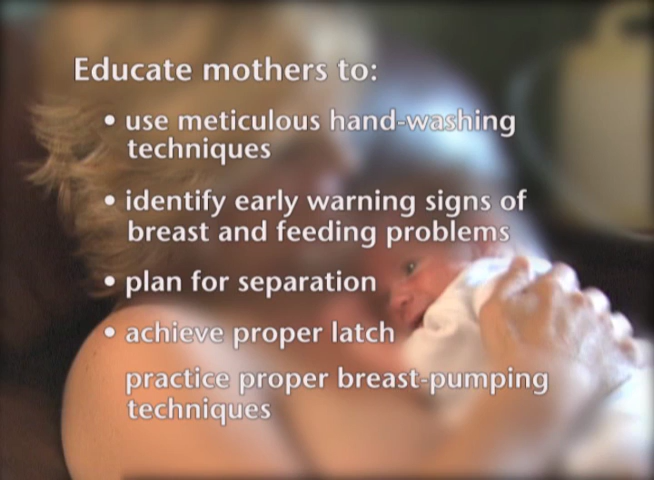 Educate mothers to:
• use meticulous hand-washing
techniques
• identify early warning signs of
breast and feeding problems
• plan for separation
• achieve proper latch
practice proper breast-pumping
techniques